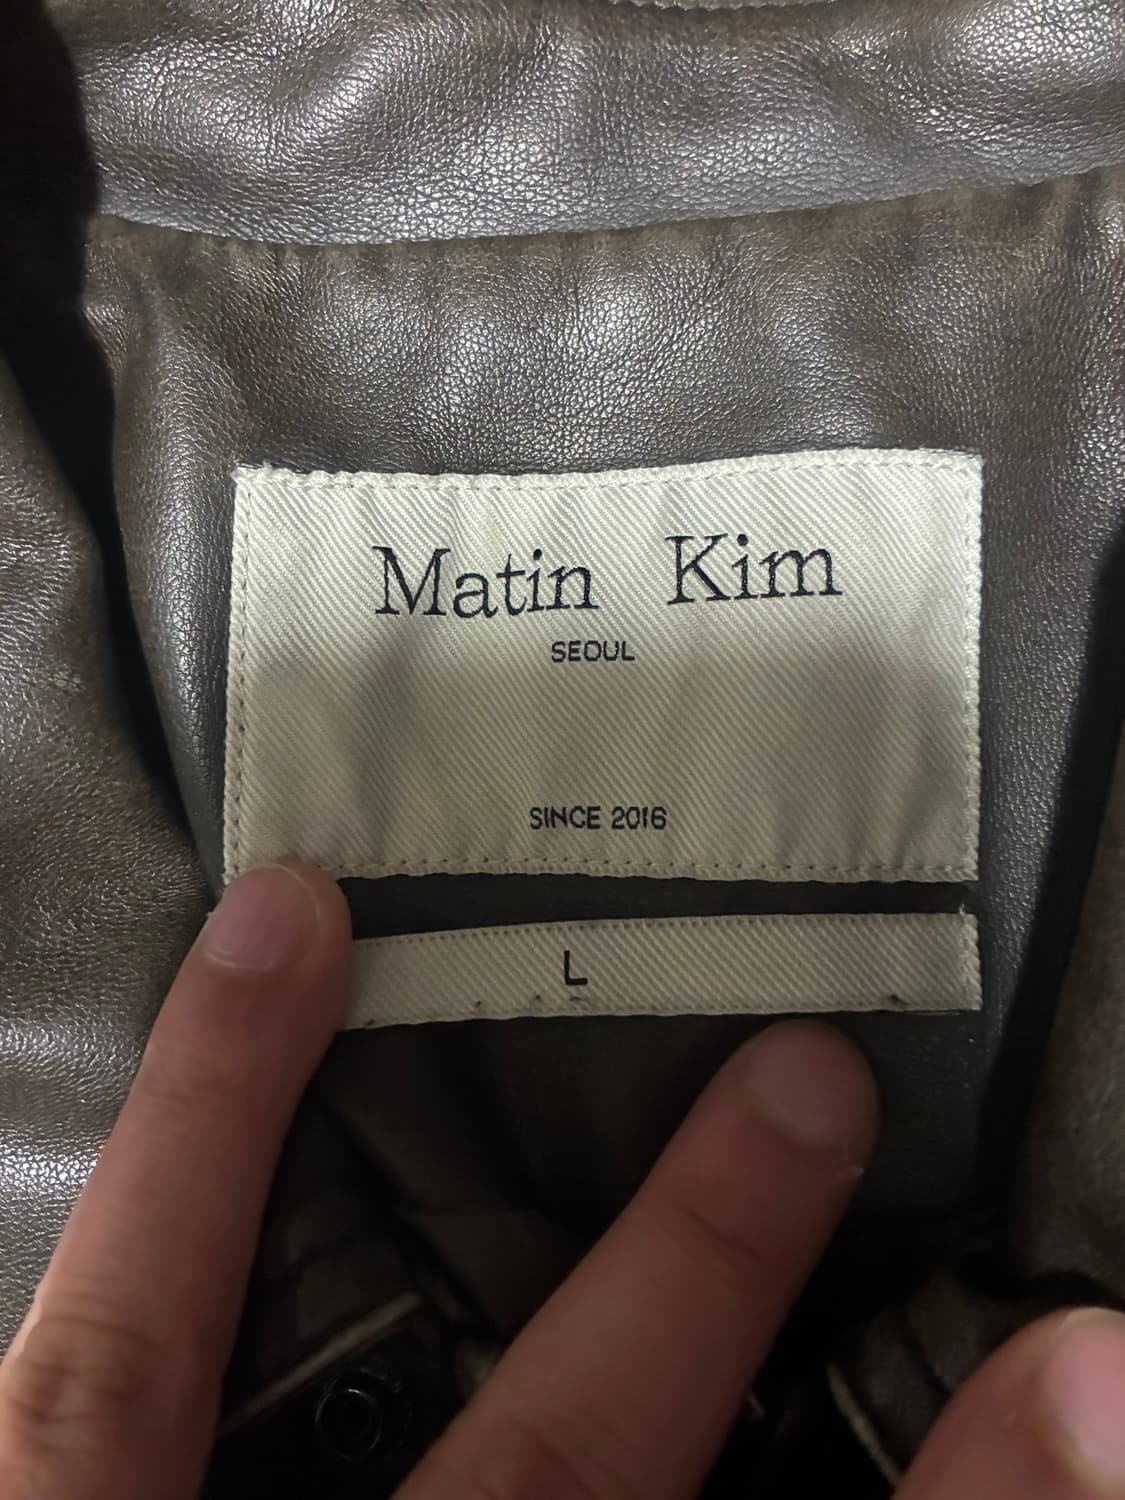 Matin Kim
SEOUL
SINCE 2016
L